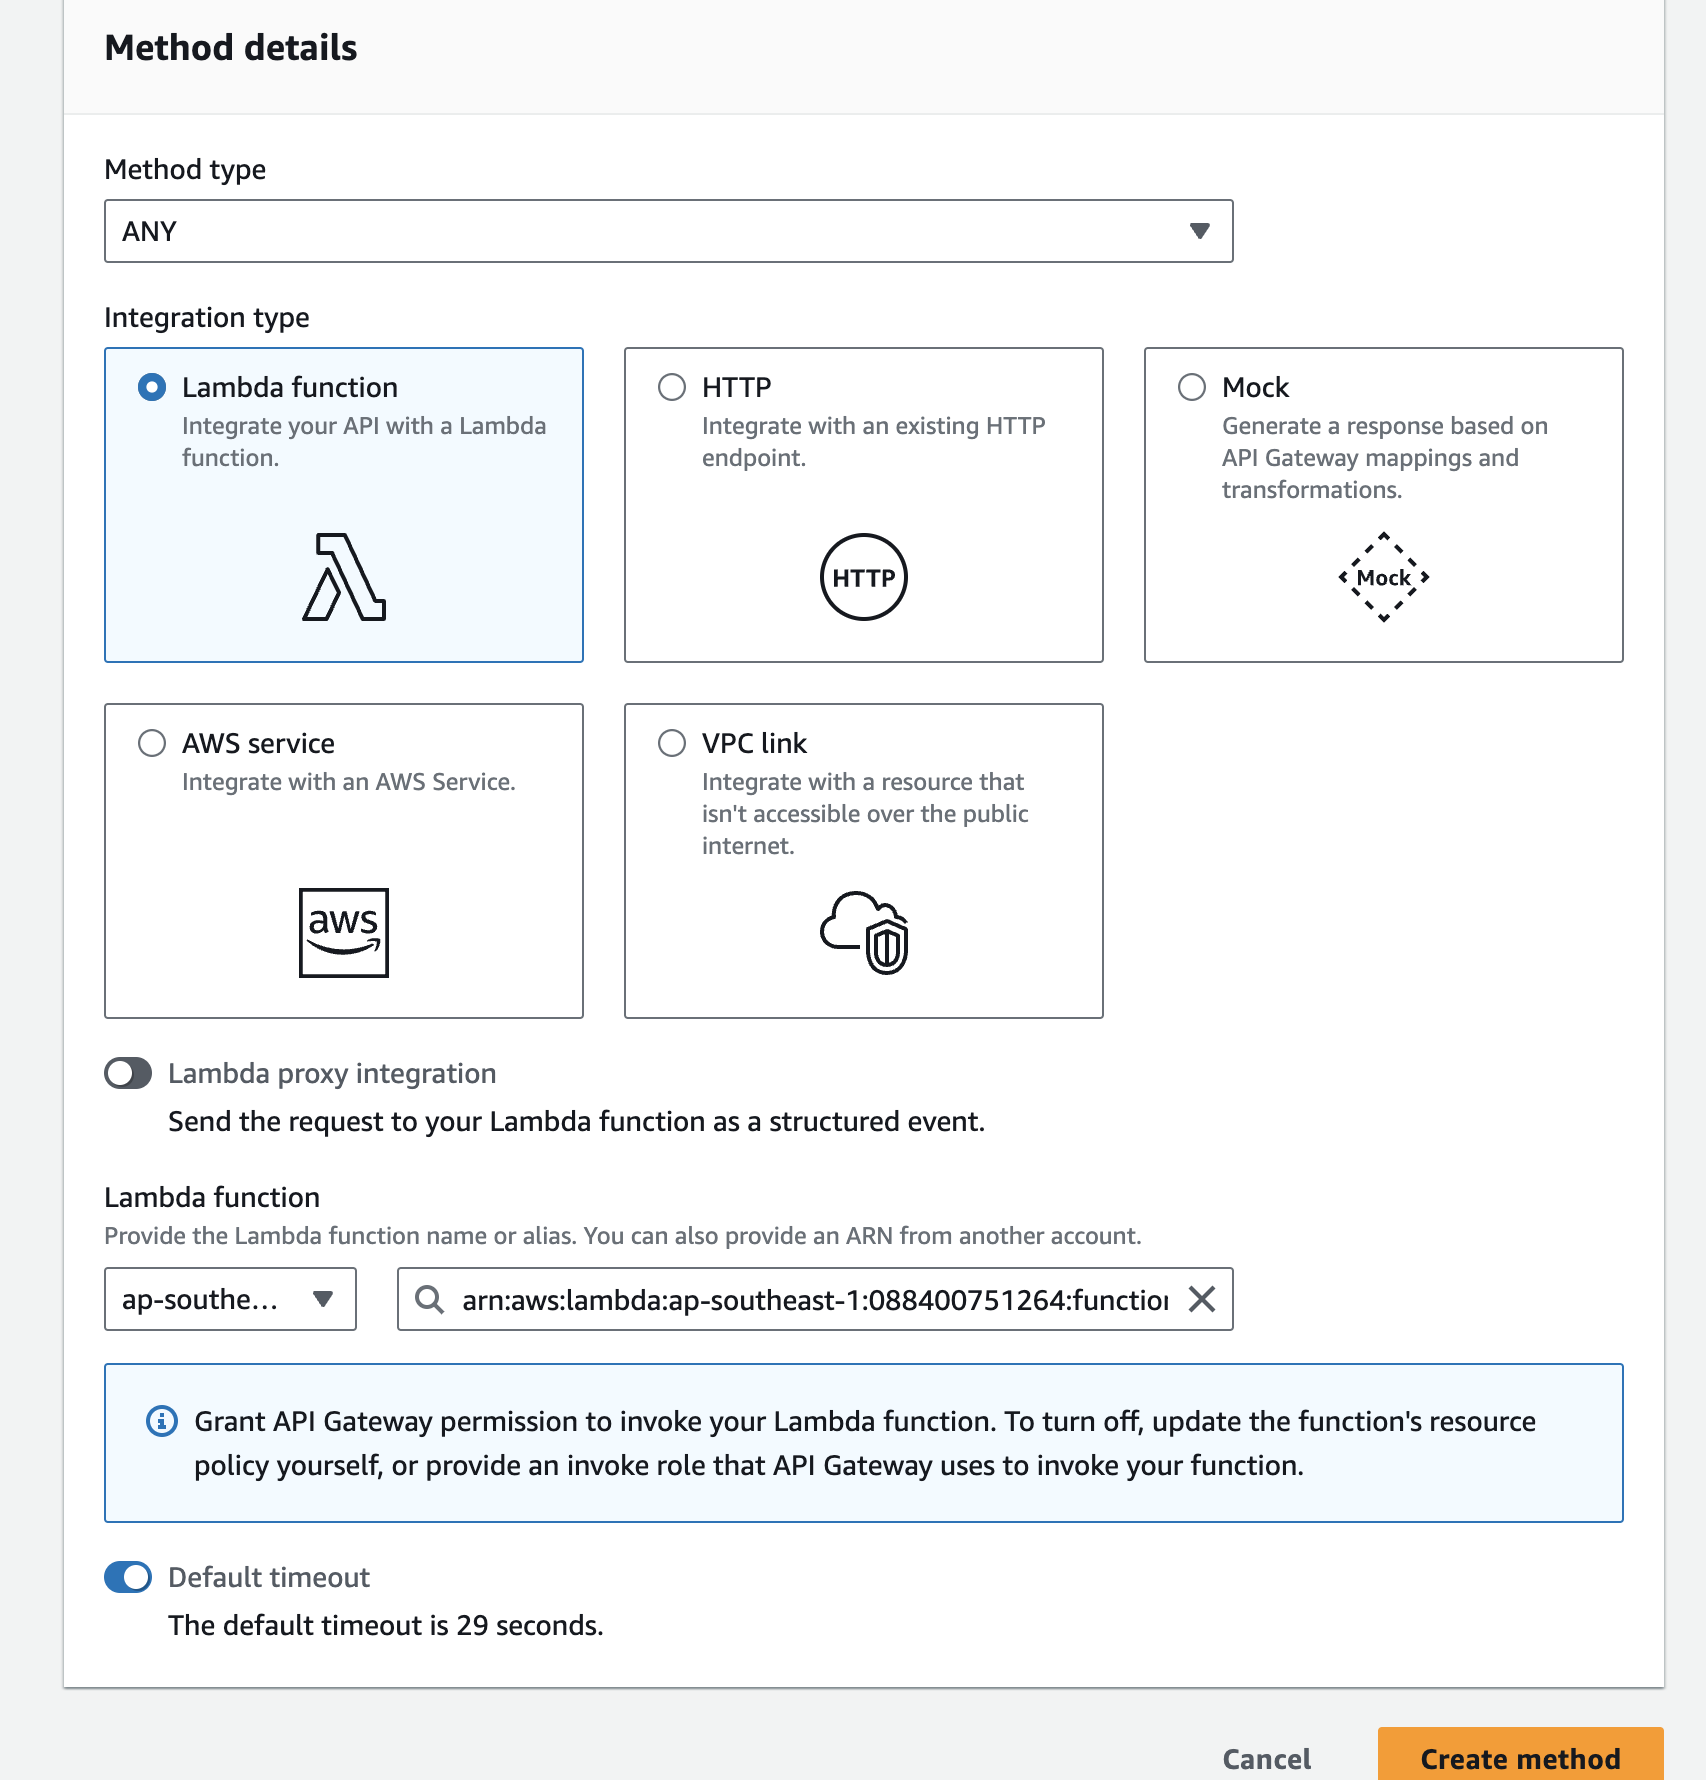 Method details
Method type
ANY
Integration type
Lambda function
Integrate your API with a Lambda
function.
HTTP
Integrate with an existing HTTP
endpoint.
HTTP
Mock
Generate a response based on
API Gateway mappings and
transformations.
Mock
AWS service
Integrate with an AWS Service.
aws
VPC link
Integrate with a resource that
isn't accessible over the public
internet.
Lambda proxy integration
Send the request to your Lambda function as a structured event.
Lambda function
Provide the Lambda function name or alias. You can also provide an ARN from another account.
ap-southe...
arn:aws:lambda:ap-southeast-1:088400751264:function
Grant API Gateway permission to invoke your Lambda function. To turn off, update the function's resource
policy yourself, or provide an invoke role that API Gateway uses to invoke your function.
Default timeout
The default timeout is 29 seconds.
Cancel
Create method